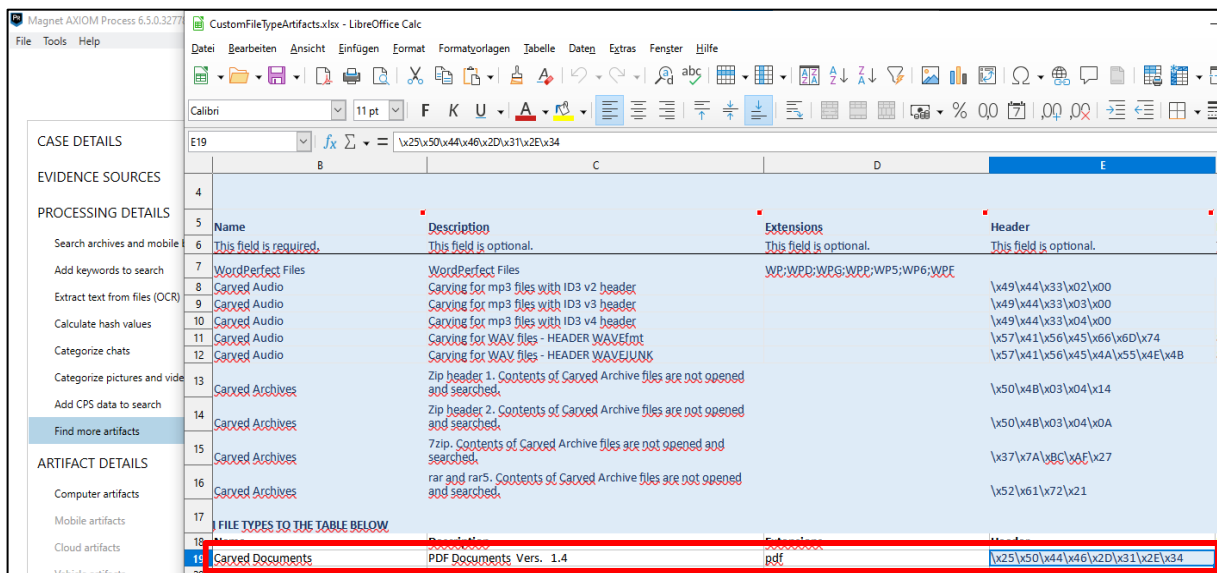 Magnet AXIOM Process 6.5.0.3277
File Tools Help
CASE DETAILS
EVIDENCE SOURCES
PROCESSING DETAILS
Search archives and mobile b
Add keywords to search
Extract text from files (OCR)
Calculate hash values
Categorize chats
Categorize pictures and vide
Add CPS data to search
Find more artifacts
ARTIFACT DETAILS
Computer artifacts
Mobile artifacts
Cloud artifacts
CustomFileTypeArtifacts.xlsx - LibreOffice Calc
Datei Bearbeiten Ansicht Einfügen Format Formatvorlagen Tabelle Daten Extras Fenster Hilfe
Calibri 11 pt F K U
E19 \x25\x50\x44\x46\x2D\x31\x2E\x34
B C D E
4
5 Name Description Extensions Header
6 This field is required. This field is optional. This field is optional. This field is optional.
7 WordPerfect Files WordPerfect Files WP;WPD;WPG;WPP;WP5;WP6;WPF
8 Carved Audio Carving for mp3 files with ID3 v2 header \x49\x44\x33\x02\x00
9 Carved Audio Carving for mp3 files with ID3 v3 header \x49\x44\x33\x03\x00
10 Carved Audio Carving for mp3 files with ID3 v4 header \x49\x44\x33\x04\x00
11 Carved Audio Carving for WAV files - HEADER WAVEfmt \x57\x41\x56\x45\x66\x6D\x74
12 Carved Audio Carving for WAV files - HEADER WAVEJUNK \x57\x41\x56\x45\x4A\x55\x4E\x4B
13 Zip header 1. Contents of Carved Archive files are not opened
Carved Archives and searched. \x50\x4B\x03\x04\x14
14 Zip header 2. Contents of Carved Archive files are not opened
Carved Archives and searched. \x50\x4B\x03\x04\x0A
15 7zip. Contents of Carved Archive files are not opened and
Carved Archives searched. \x37\x7A\xBC\xAF\x27
16 rar and rar5. Contents of Carved Archive files are not opened
Carved Archives and searched. \x52\x61\x72\x21
17 FILE TYPES TO THE TABLE BELOW
18 Name Description Extensions Header
19 Carved Documents PDF Documents Vers. 1.4 pdf \x25\x50\x44\x46\x2D\x31\x2E\x34